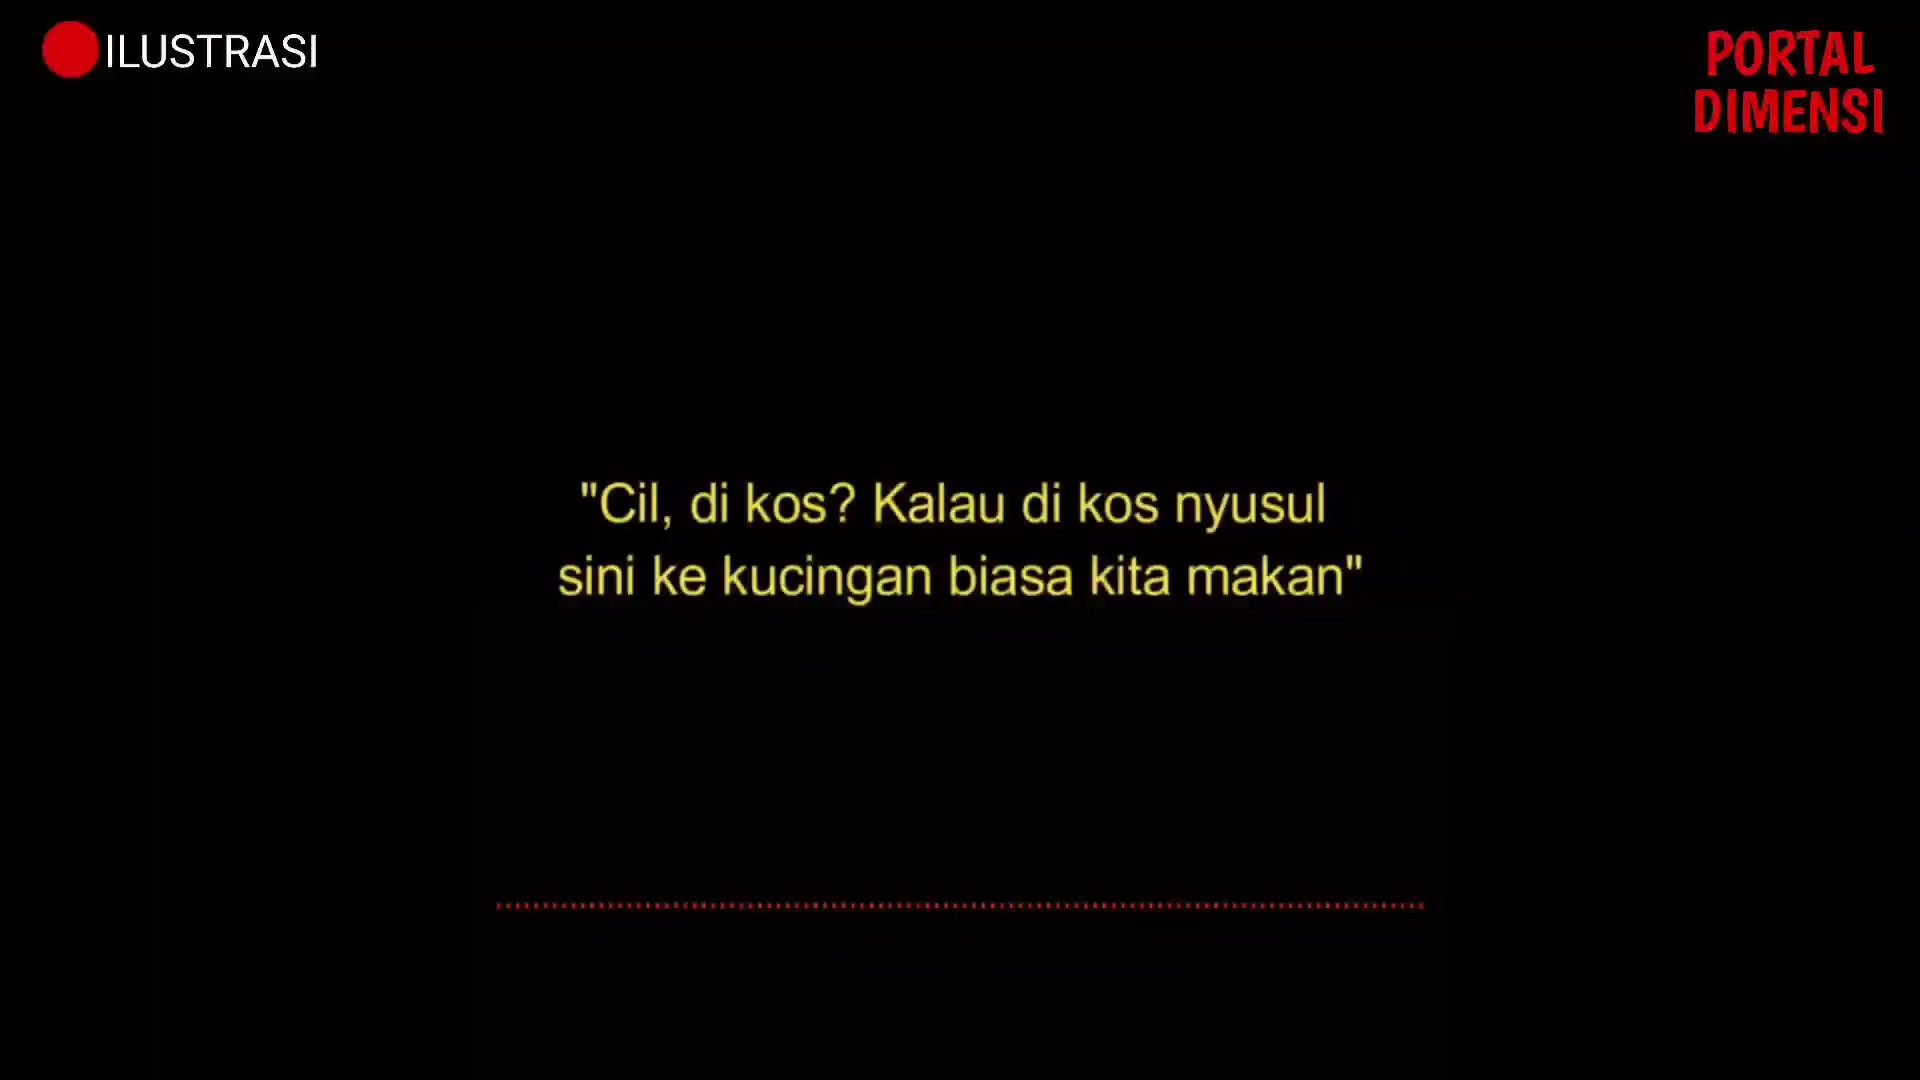 ILUSTRASI
PORTAL
DIMENSI
"Cil, di kos? Kalau di kos nyusul
sini ke kucingan biasa kita makan"